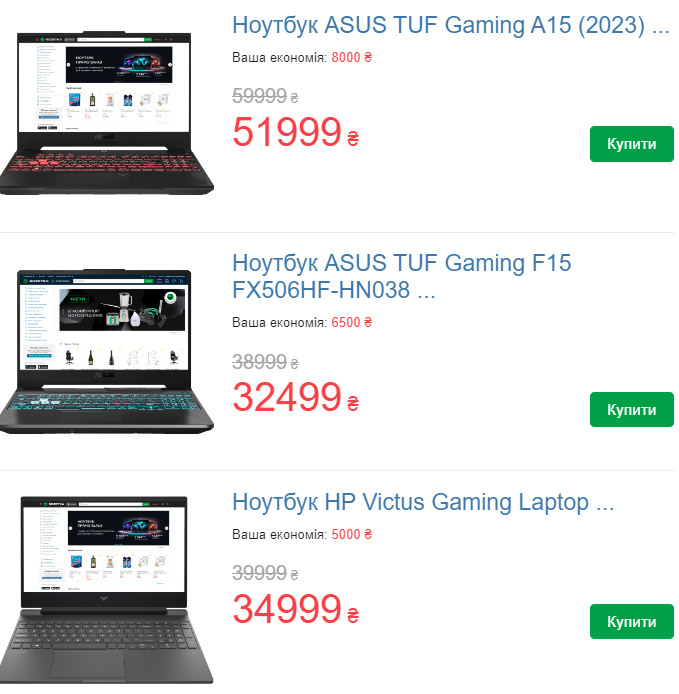 Ноутбук ASUS TUF Gaming A15 (2023) ...
Ваша економія: 8000 ₴
59999 ₴
51999 ₴
Купити
Ноутбук ASUS TUF Gaming F15
FX506HF-HN038 ...
Ваша економія: 6500 ₴
38999 ₴
32499 ₴
Купити
Ноутбук HP Victus Gaming Laptop ...
Ваша економія: 5000 ₴
39999 ₴
34999 ₴
Купити